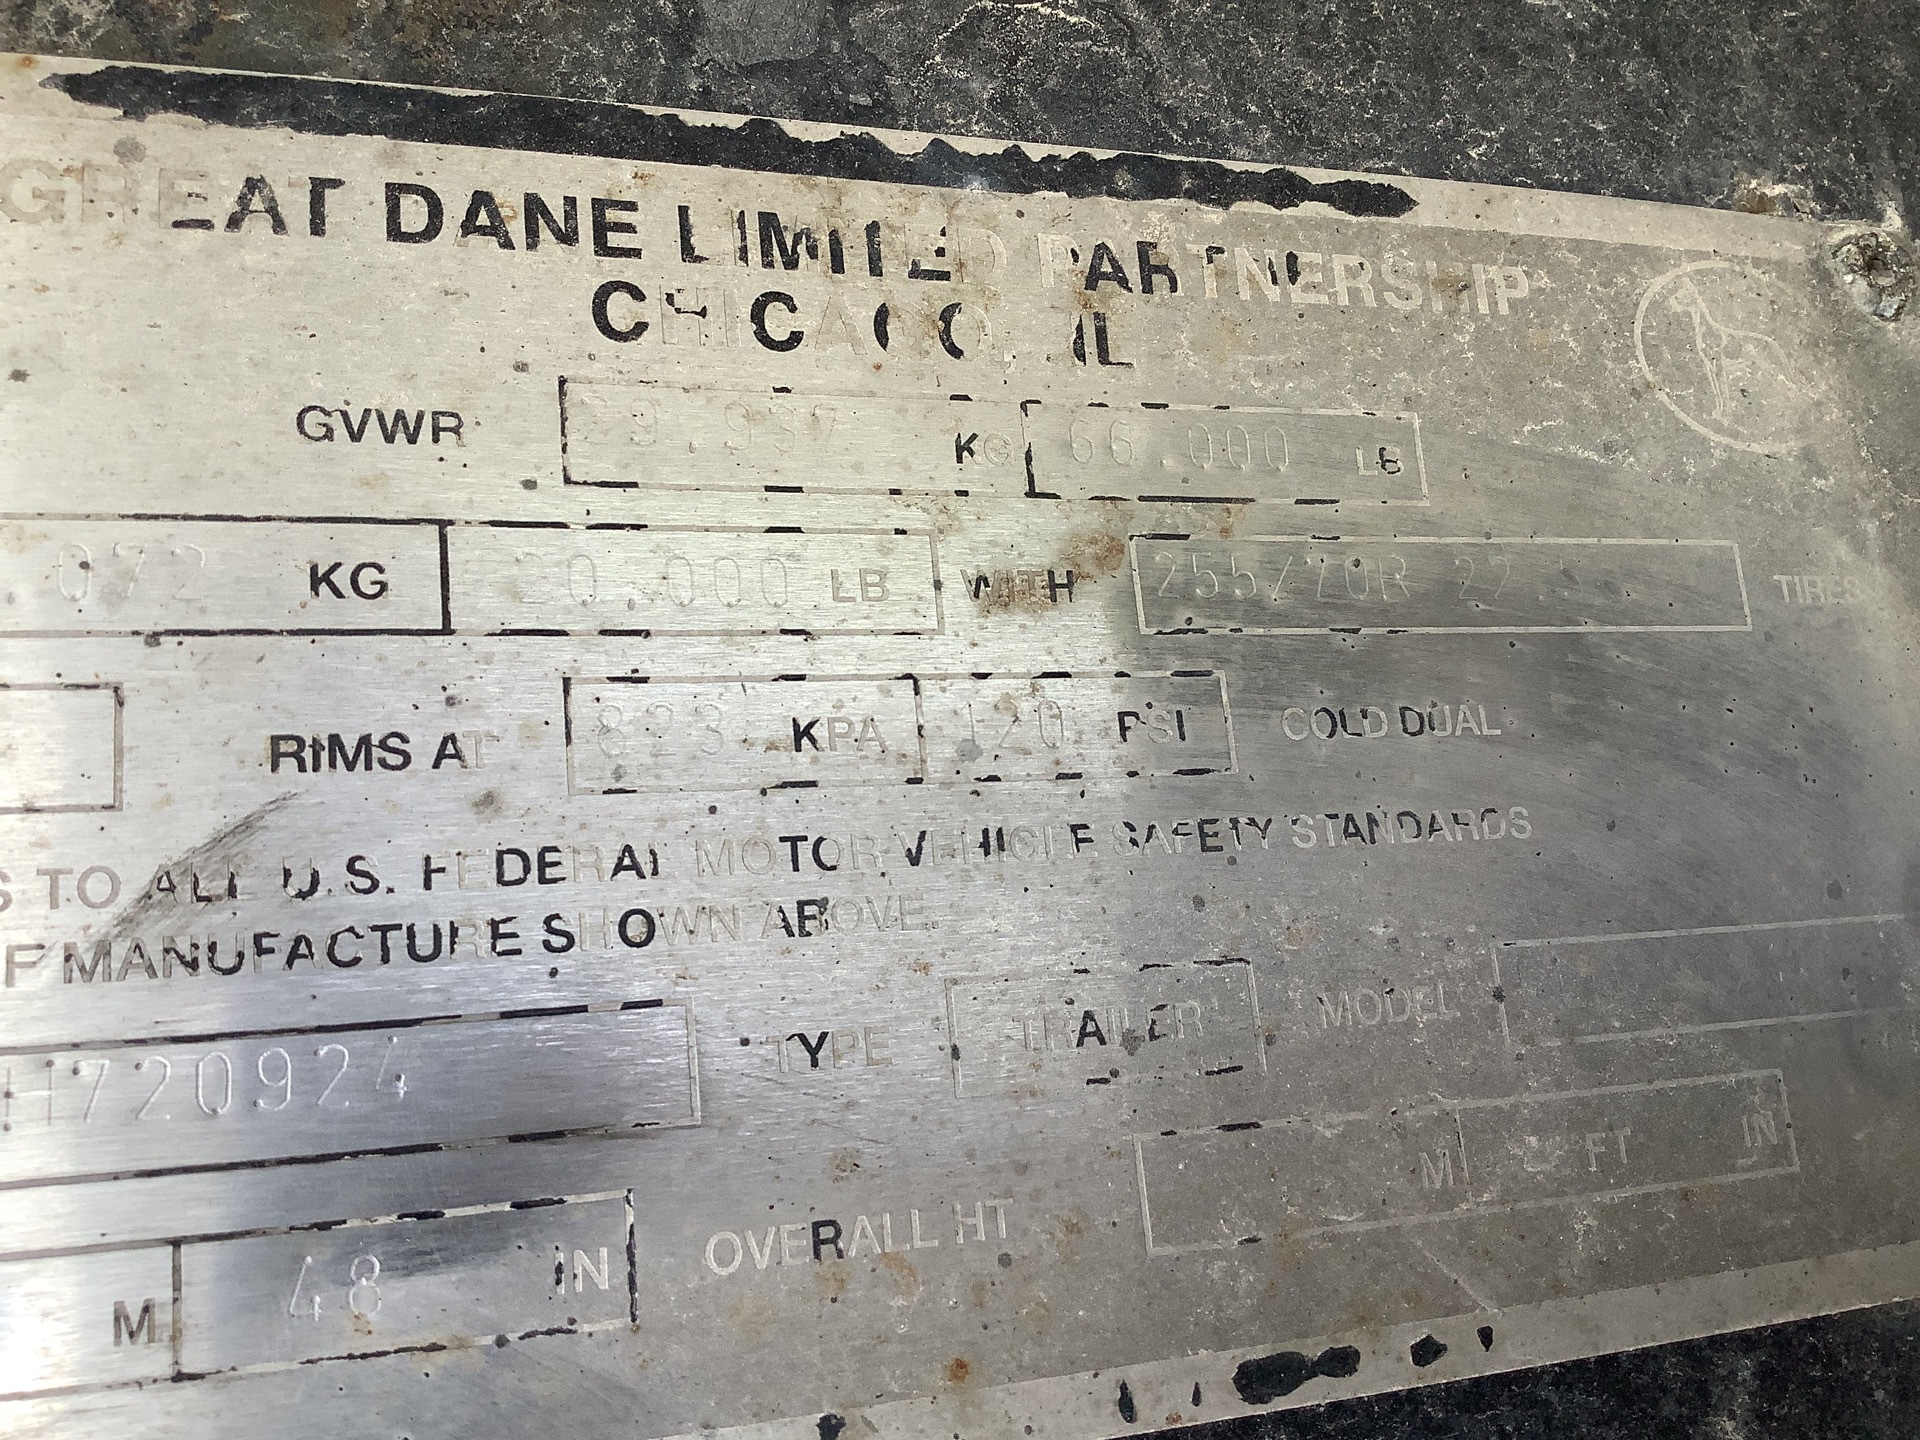 GREAT DANE LIMITED PARTNERSHIP
CHICAGO, IL
GVWR 29.937 KG 66.000 LB
.072 KG 20.000 LB WITH 255/70R 22.5 TIRES
RIMS AT 823 KPA 120 PSI COLD DUAL
S TO ALL U.S. FEDERAL MOTOR VEHICLE SAFETY STANDARDS
F MANUFACTURE SHOWN ABOVE.
H720924 TYPE TRAILER MODEL
M 48 IN OVERALL HT M FT IN